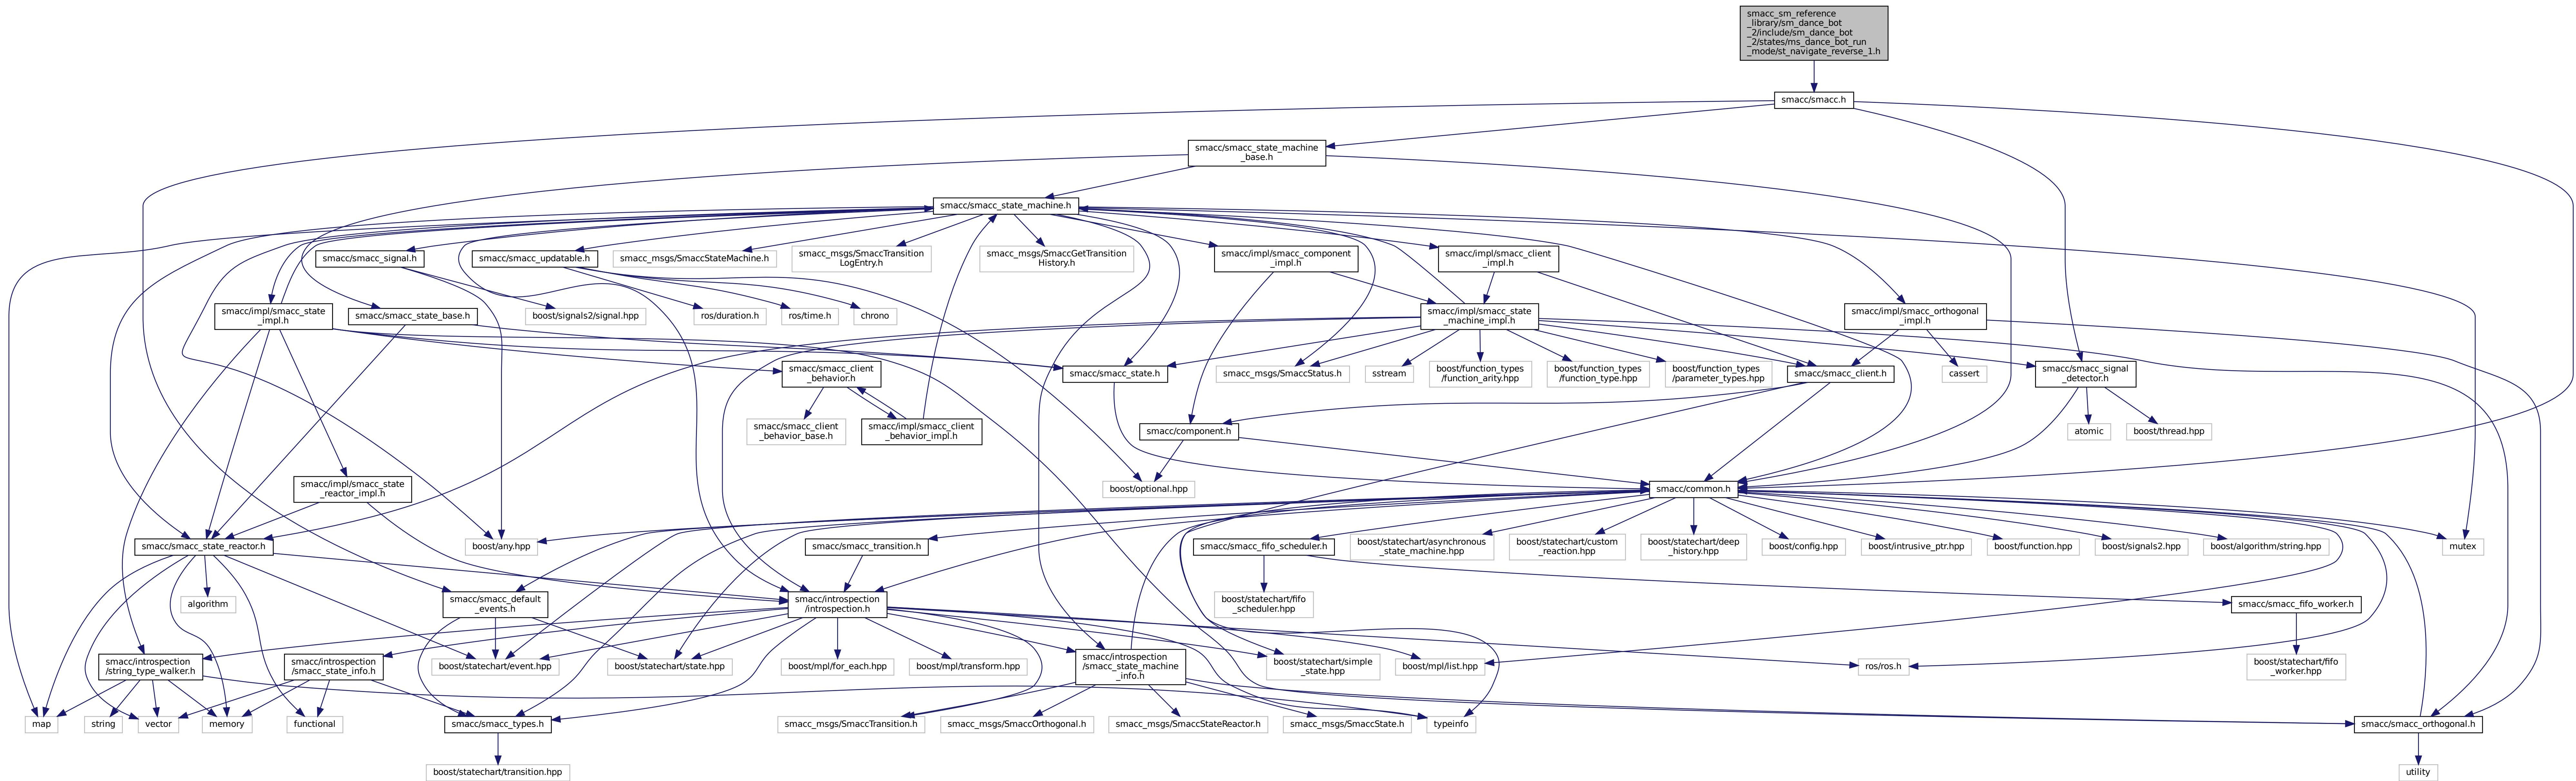 smacc_sm_reference
_library/sm_dance_bot
_2/include/sm_dance_bot
_2/states/ms_dance_bot_run
_mode/st_navigate_reverse_1.h
smacc/smacc.h
smacc/smacc_state_machine
_base.h
smacc/smacc_state_machine.h
smacc/smacc_signal.h
smacc/smacc_updatable.h
smacc_msgs/SmaccStateMachine.h
smacc_msgs/SmaccTransition
LogEntry.h
smacc_msgs/SmaccGetTransition
History.h
smacc/impl/smacc_component
_impl.h
smacc/impl/smacc_client
_impl.h
smacc/impl/smacc_state
_impl.h
smacc/smacc_state_base.h
boost/signals2/signal.hpp
ros/duration.h
ros/time.h
chrono
smacc/impl/smacc_state
_machine_impl.h
smacc/impl/smacc_orthogonal
_impl.h
smacc/smacc_client
_behavior.h
smacc/smacc_state.h
smacc_msgs/SmaccStatus.h
sstream
boost/function_types
/function_arity.hpp
boost/function_types
/function_type.hpp
boost/function_types
/parameter_types.hpp
smacc/smacc_client.h
cassert
smacc/smacc_signal
_detector.h
smacc/smacc_client
_behavior_base.h
smacc/impl/smacc_client
_behavior_impl.h
smacc/component.h
atomic
boost/thread.hpp
smacc/impl/smacc_state
_reactor_impl.h
boost/optional.hpp
smacc/common.h
smacc/smacc_state_reactor.h
boost/any.hpp
smacc/smacc_transition.h
smacc/smacc_fifo_scheduler.h
boost/statechart/asynchronous
_state_machine.hpp
boost/statechart/custom
_reaction.hpp
boost/statechart/deep
_history.hpp
boost/config.hpp
boost/intrusive_ptr.hpp
boost/function.hpp
boost/signals2.hpp
boost/algorithm/string.hpp
mutex
algorithm
smacc/smacc_default
_events.h
smacc/introspection
/introspection.h
boost/statechart/fifo
_scheduler.hpp
smacc/smacc_fifo_worker.h
smacc/introspection
/string_type_walker.h
smacc/introspection
/smacc_state_info.h
boost/statechart/event.hpp
boost/statechart/state.hpp
boost/mpl/for_each.hpp
boost/mpl/transform.hpp
smacc/introspection
/smacc_state_machine
_info.h
boost/statechart/simple
_state.hpp
boost/mpl/list.hpp
ros/ros.h
boost/statechart/fifo
_worker.hpp
map
string
vector
memory
functional
smacc/smacc_types.h
smacc_msgs/SmaccTransition.h
smacc_msgs/SmaccOrthogonal.h
smacc_msgs/SmaccStateReactor.h
smacc_msgs/SmaccState.h
typeinfo
smacc/smacc_orthogonal.h
boost/statechart/transition.hpp
utility